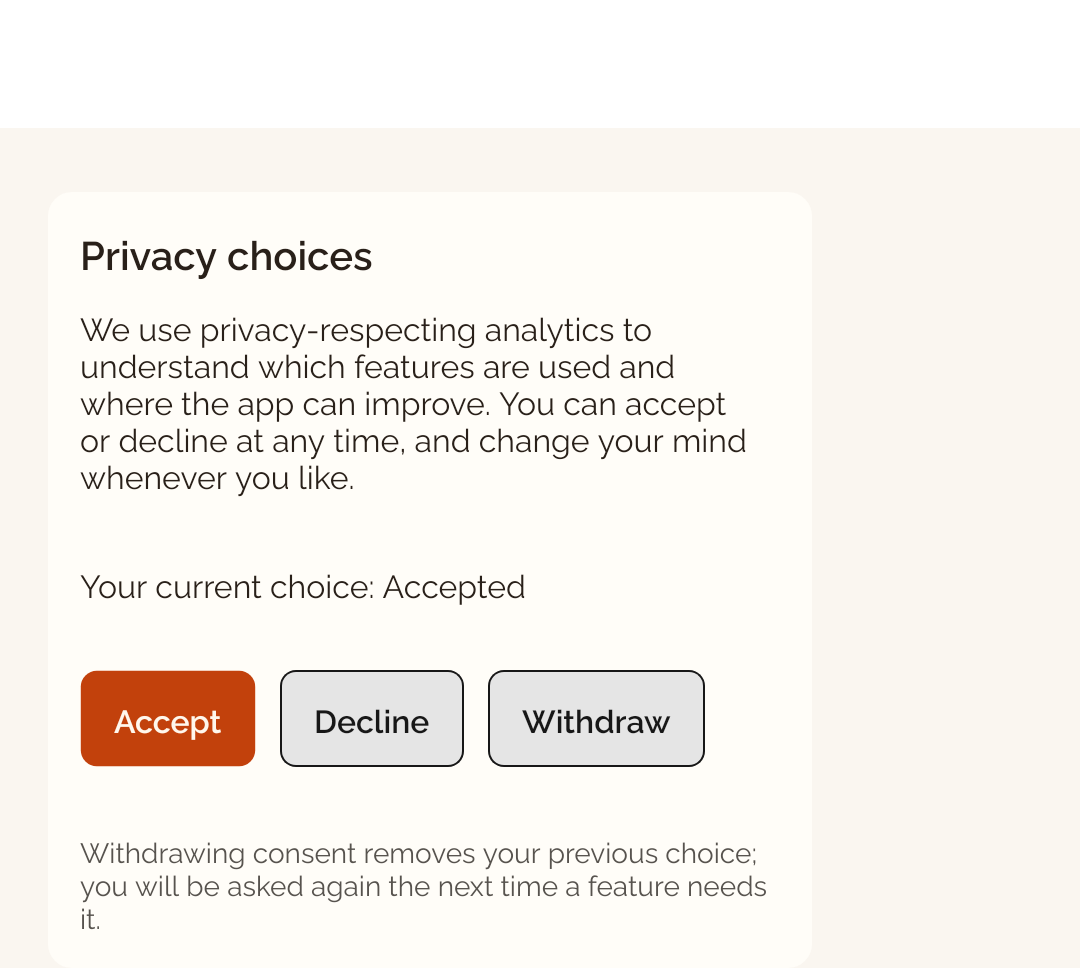 Privacy choices
We use privacy-respecting analytics to
understand which features are used and
where the app can improve. You can accept
or decline at any time, and change your mind
whenever you like.
Your current choice: Accepted
Accept Decline Withdraw
Withdrawing consent removes your previous choice;
you will be asked again the next time a feature needs
it.